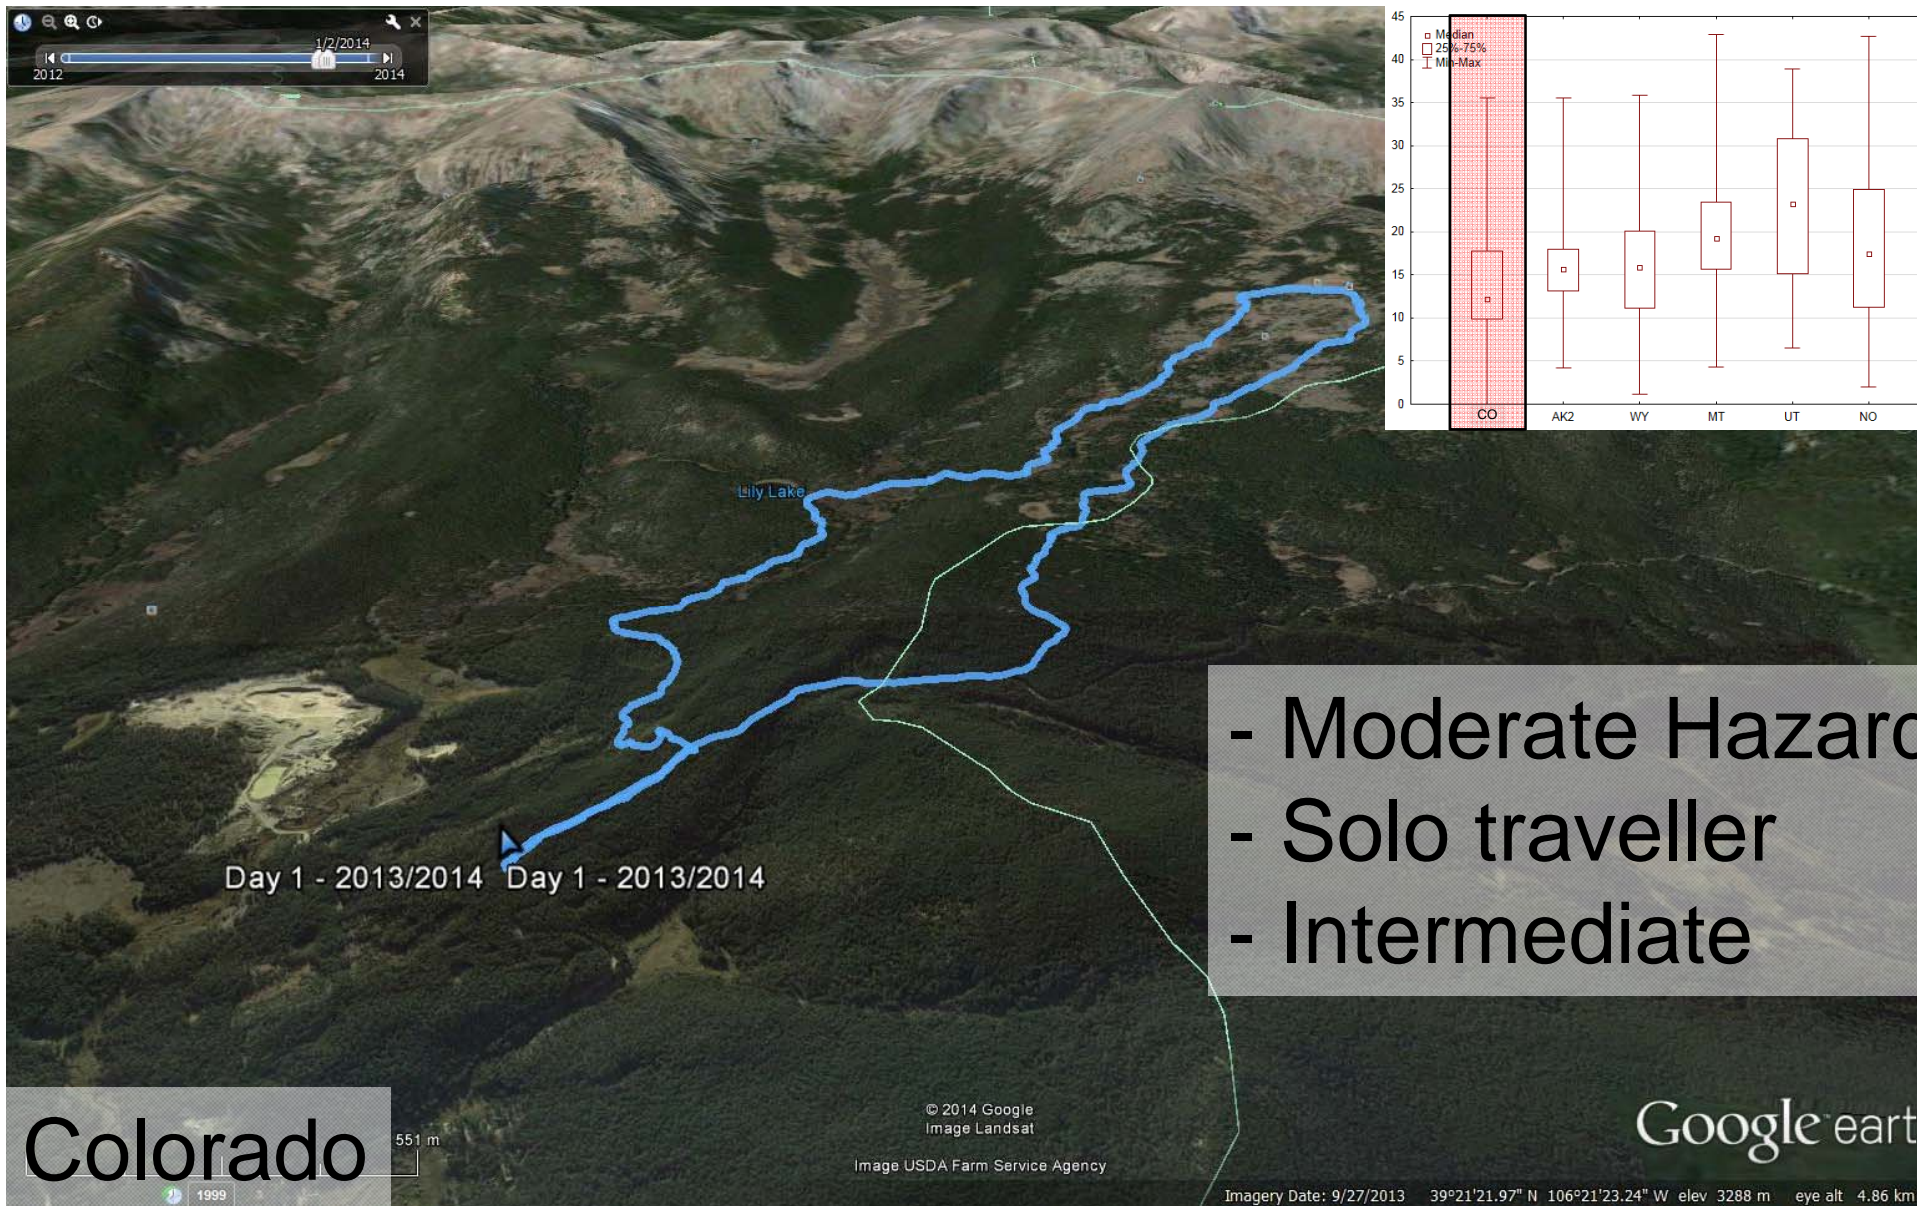 1/2/2014
2012
2014
Median
25%-75%
Min-Max
45
40
35
30
25
20
15
10
5
0
CO
AK2
WY
MT
UT
NO
Lily Lake
- Moderate Hazard
- Solo traveller
- Intermediate
Day 1 - 2013/2014 Day 1 - 2013/2014
Colorado
551 m
1999
© 2014 Google
Image Landsat
Image USDA Farm Service Agency
Google eart
Imagery Date: 9/27/2013 39°21'21.97" N 106°21'23.24" W elev 3288 m eye alt 4.86 km